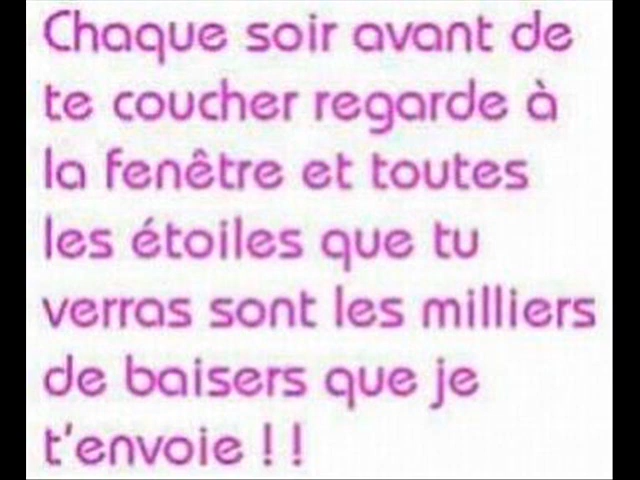 Chaque soir avant de
te coucher regarde à
la fenêtre et toutes
les étoiles que tu
verras sont les milliers
de baisers que je
t'envoie ! !